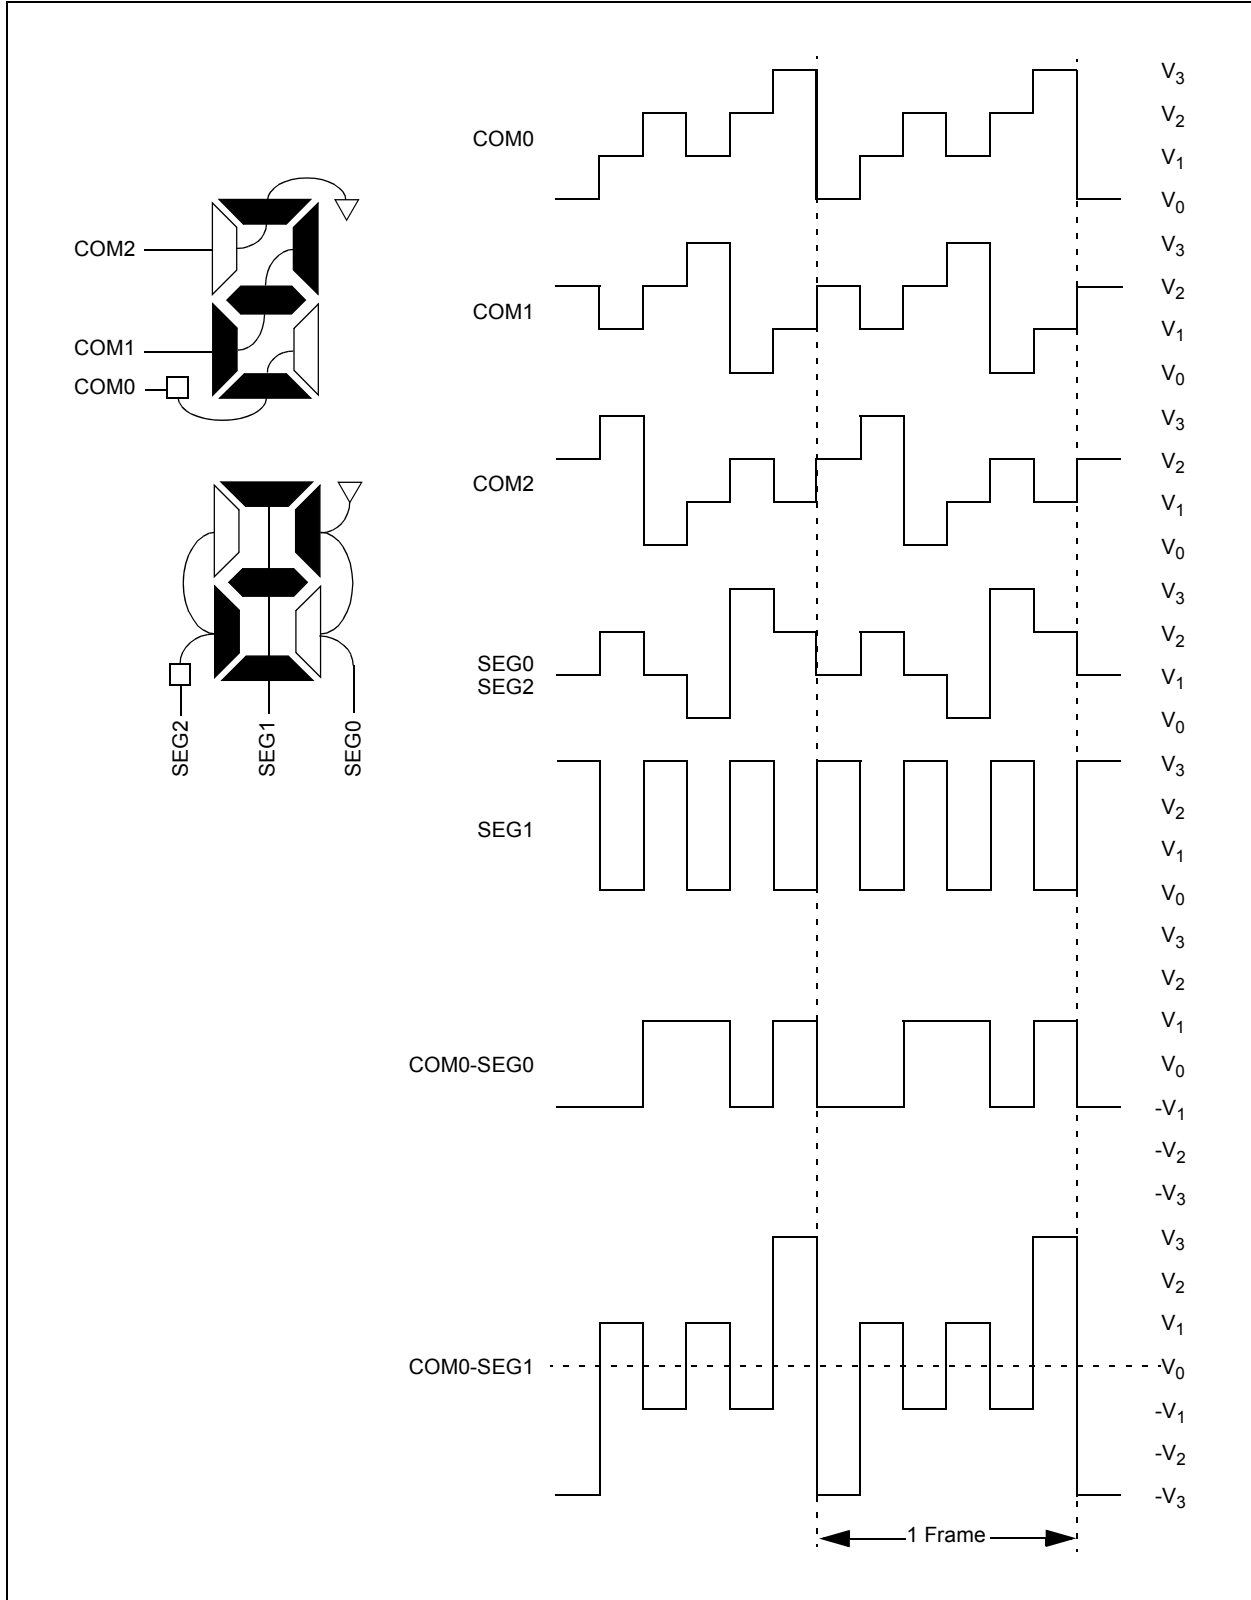 COM2
COM1
COM0
SEG2
SEG1
SEG0
COM0
V3
V2
V1
V0
COM1
V3
V2
V1
V0
COM2
V3
V2
V1
V0
SEG0
SEG2
V3
V2
V1
V0
SEG1
V3
V2
V1
V0
COM0-SEG0
V3
V2
V1
V0
-V1
-V2
-V3
COM0-SEG1
V3
V2
V1
V0
-V1
-V2
-V3
1 Frame